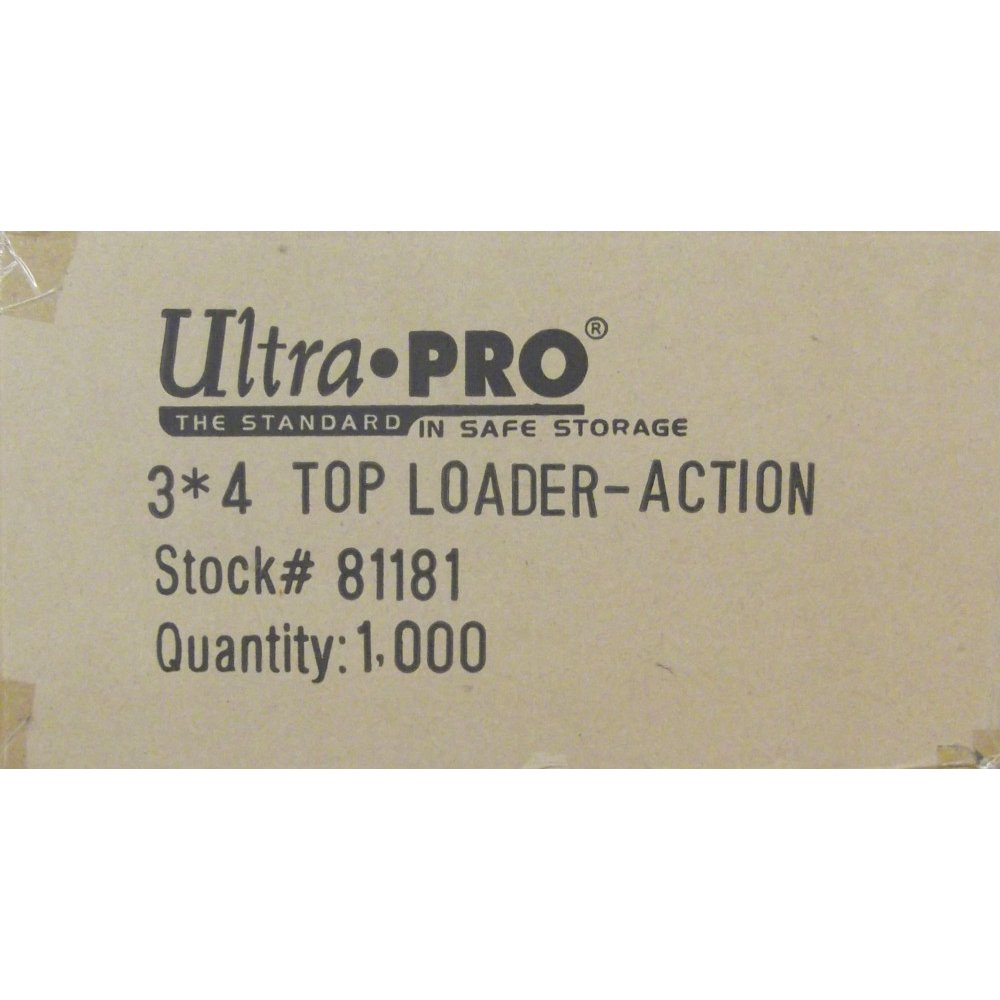 Ultra•PRO®
THE STANDARD IN SAFE STORAGE
3*4 TOP LOADER-ACTION
Stock# 81181
Quantity: 1,000